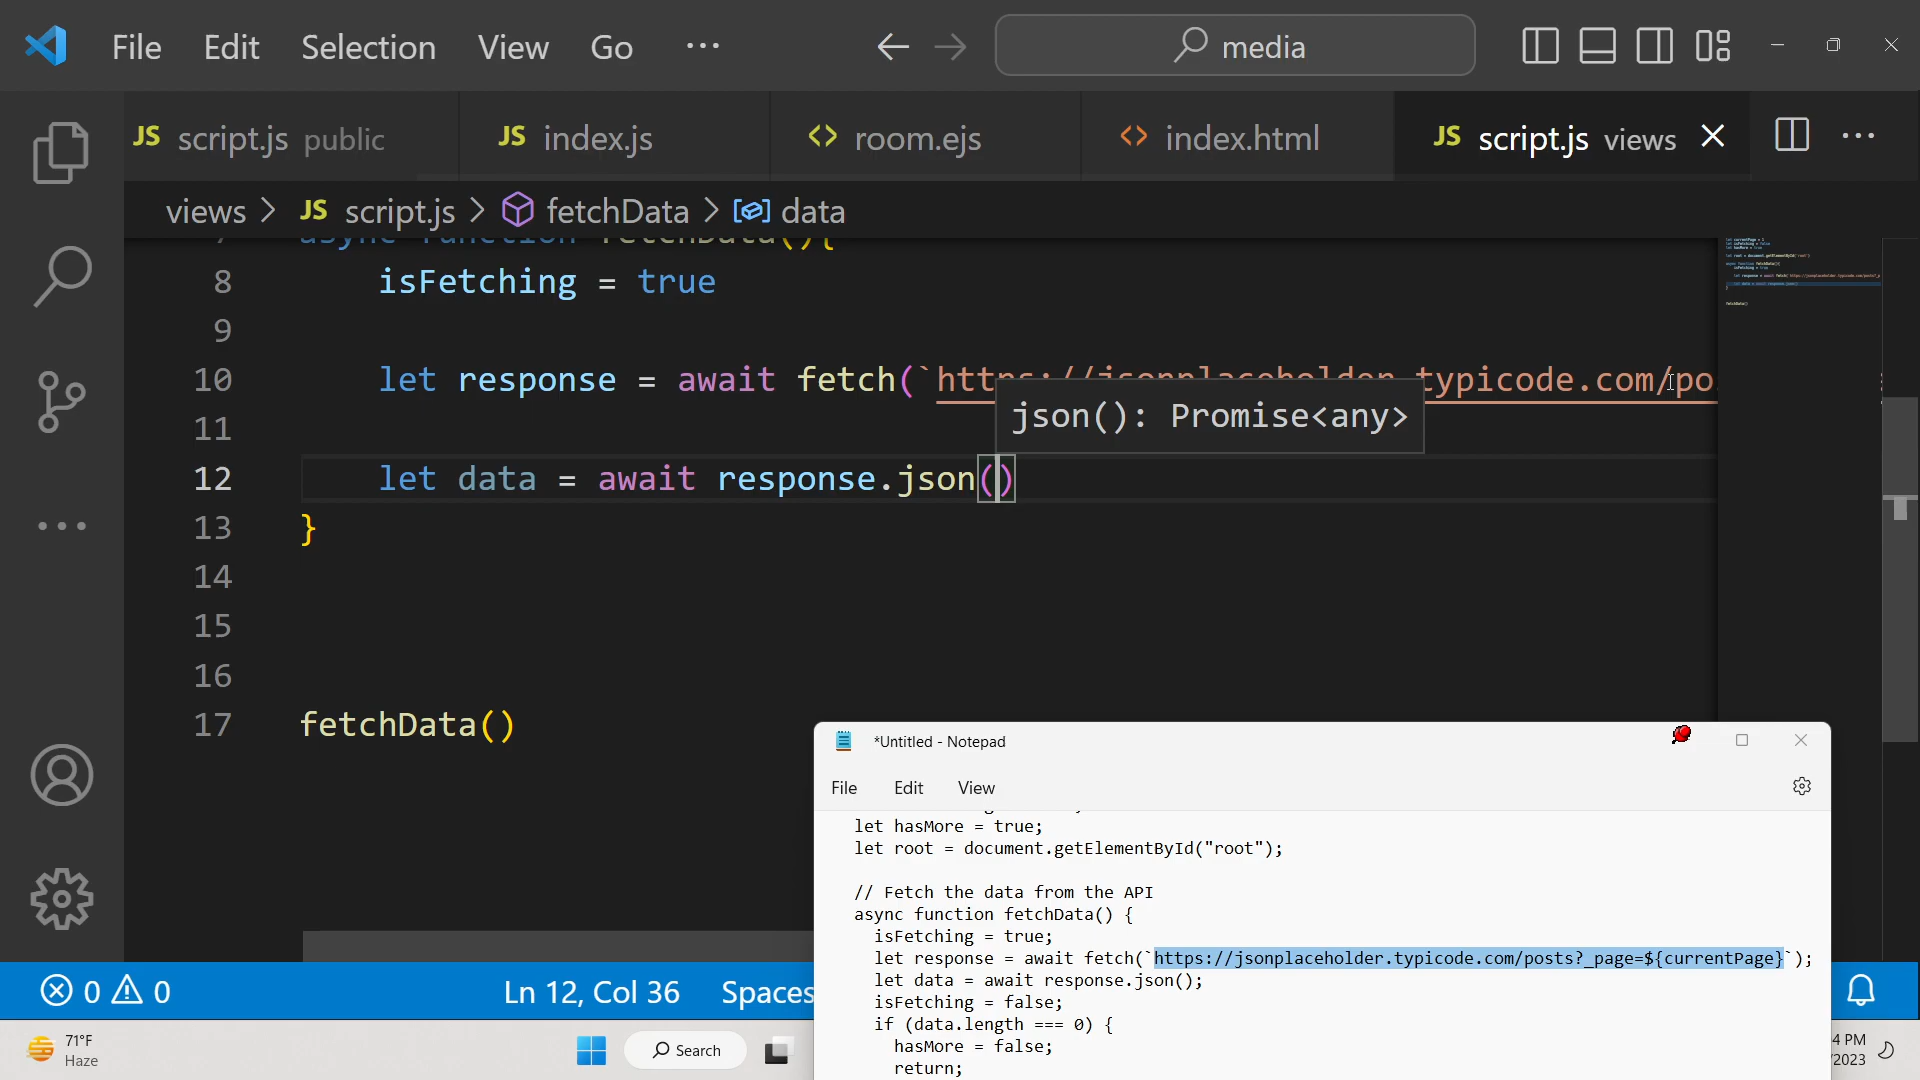 File Edit Selection View Go ··· media
JS script.js public JS index.js <> room.ejs <> index.html JS script.js views
views > JS script.js > fetchData > data
async function fetchData(){
8 isFetching = true
9
10 let response = await fetch(`https://jsonplaceholder.typicode.com/po
json(): Promise<any>
11
12 let data = await response.json()
13 }
14
15
16
17 fetchData()
*Untitled - Notepad
File Edit View
let hasMore = true;
let root = document.getElementById("root");
// Fetch the data from the API
async function fetchData() {
isFetching = true;
let response = await fetch(`https://jsonplaceholder.typicode.com/posts?_page=${currentPage}`);
let data = await response.json();
isFetching = false;
if (data.length === 0) {
hasMore = false;
return;
0 0 Ln 12, Col 36 Spaces
71°F
Haze
Search
4 PM
/2023